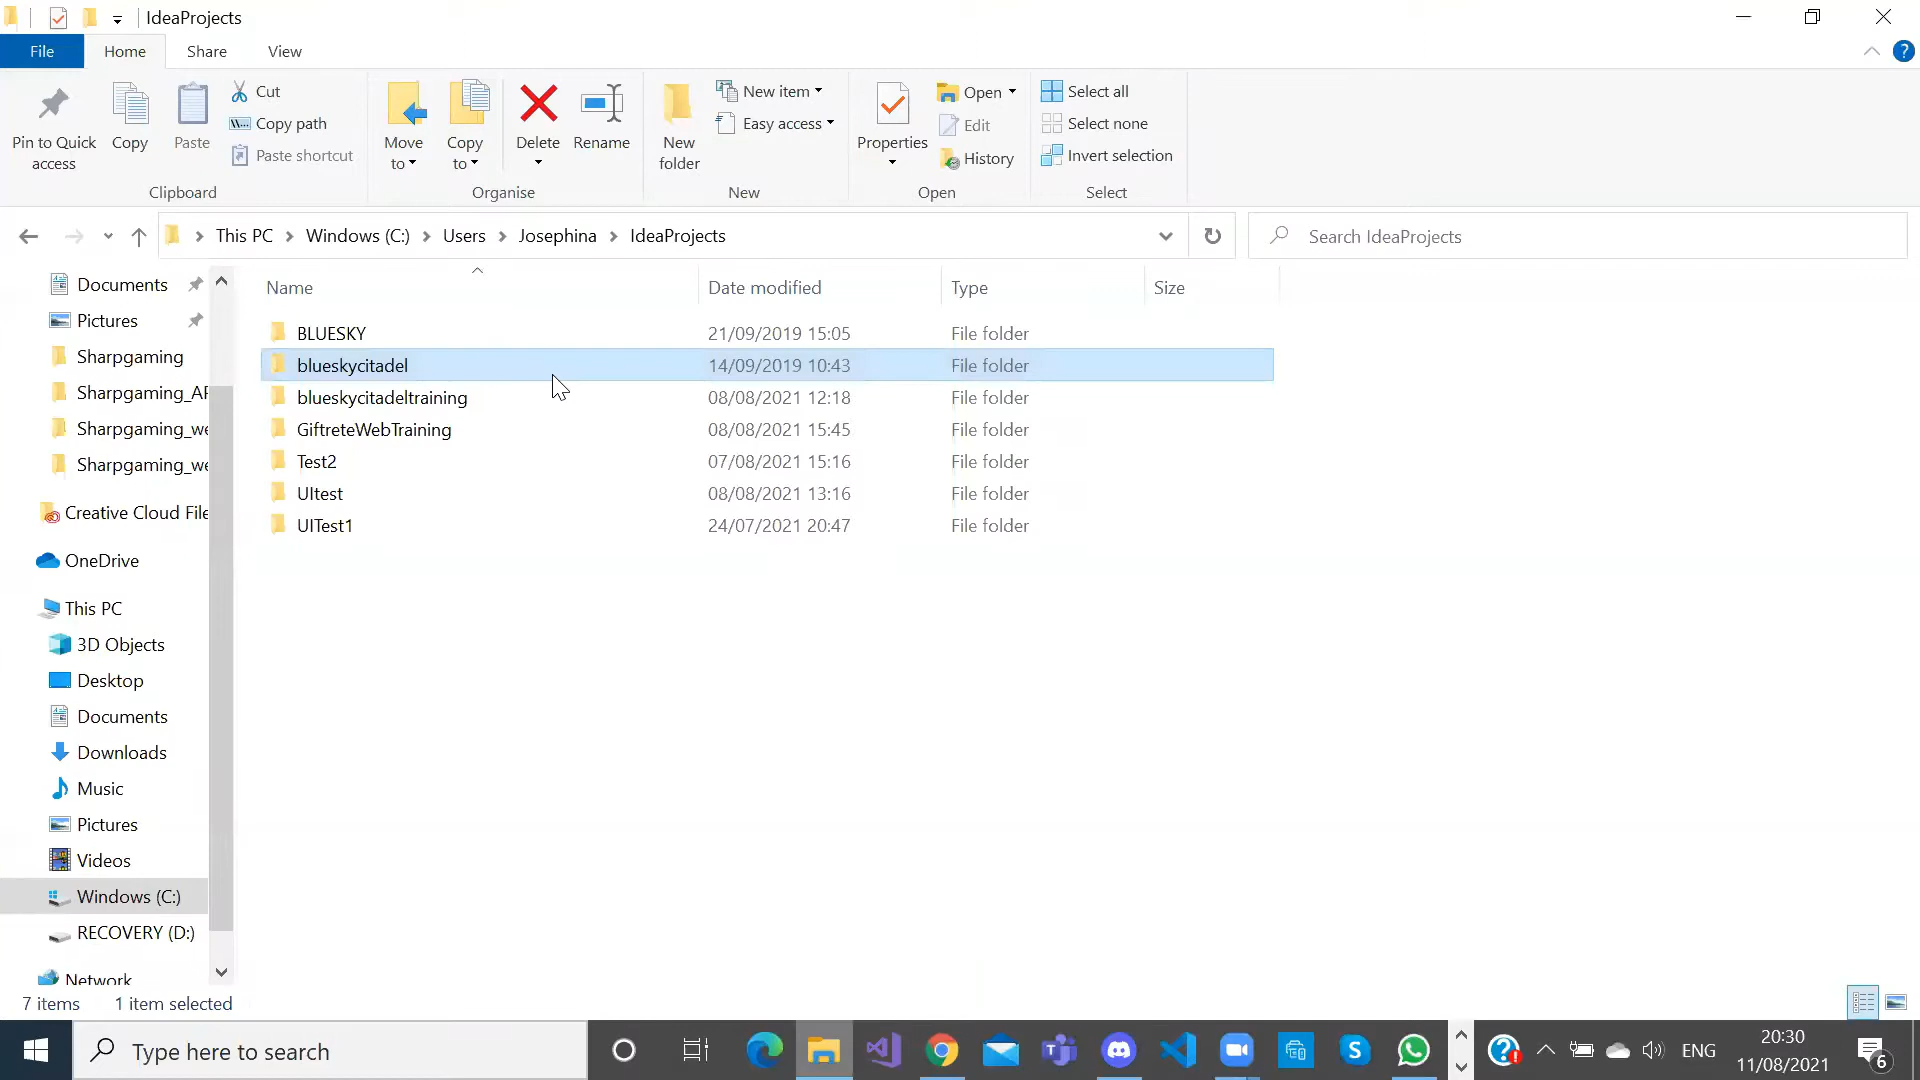 IdeaProjects
File Home Share View
Pin to Quick access
Copy
Paste
Cut
Copy path
Paste shortcut
Clipboard
Move to
Copy to
Delete
Rename
Organise
New folder
New item
Easy access
New
Properties
Open
Edit
History
Open
Select all
Select none
Invert selection
Select
This PC Windows (C:) Users Josephina IdeaProjects
Search IdeaProjects
Documents
Pictures
Sharpgaming
Sharpgaming_AP
Sharpgaming_we
Sharpgaming_we
Creative Cloud File
OneDrive
This PC
3D Objects
Desktop
Documents
Downloads
Music
Pictures
Videos
Windows (C:)
RECOVERY (D:)
Network
Name Date modified Type Size
BLUESKY 21/09/2019 15:05 File folder
blueskycitadel 14/09/2019 10:43 File folder
blueskycitadeltraining 08/08/2021 12:18 File folder
GiftreteWebTraining 08/08/2021 15:45 File folder
Test2 07/08/2021 15:16 File folder
UItest 08/08/2021 13:16 File folder
UITest1 24/07/2021 20:47 File folder
7 items 1 item selected
Type here to search
ENG
20:30
11/08/2021
6